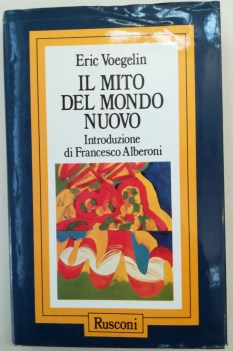 Eric Voegelin
IL MITO
DEL MONDO
NUOVO
Introduzione
di Francesco Alberoni
Rusconi